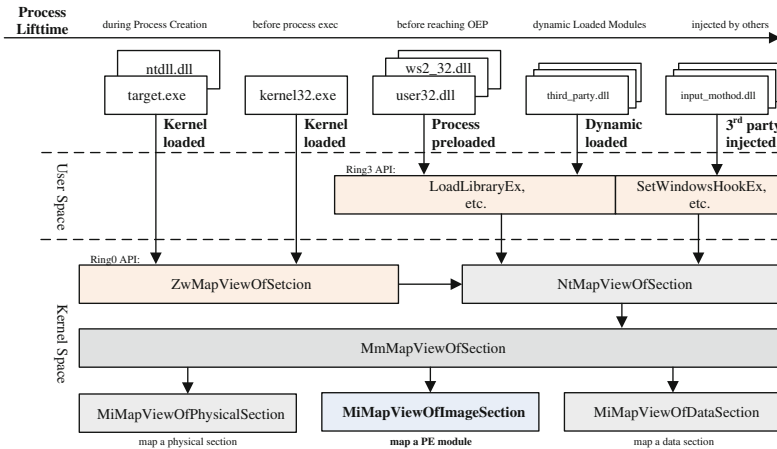 Process
Lifttime
during Process Creation
before process exec
before reaching OEP
dynamic Loaded Modules
injected by others
ntdll.dll
target.exe
kernel32.exe
ws2_32.dll
user32.dll
third_party.dll
input_mothod.dll
Kernel
loaded
Kernel
loaded
Process
preloaded
Dynamic
loaded
3rd party
injected
User Space
Ring3 API:
LoadLibraryEx,
etc.
SetWindowsHookEx,
etc.
Kernel Space
Ring0 API:
ZwMapViewOfSetcion
NtMapViewOfSection
MmMapViewOfSection
MiMapViewOfPhysicalSection
MiMapViewOfImageSection
MiMapViewOfDataSection
map a physical section
map a PE module
map a data section